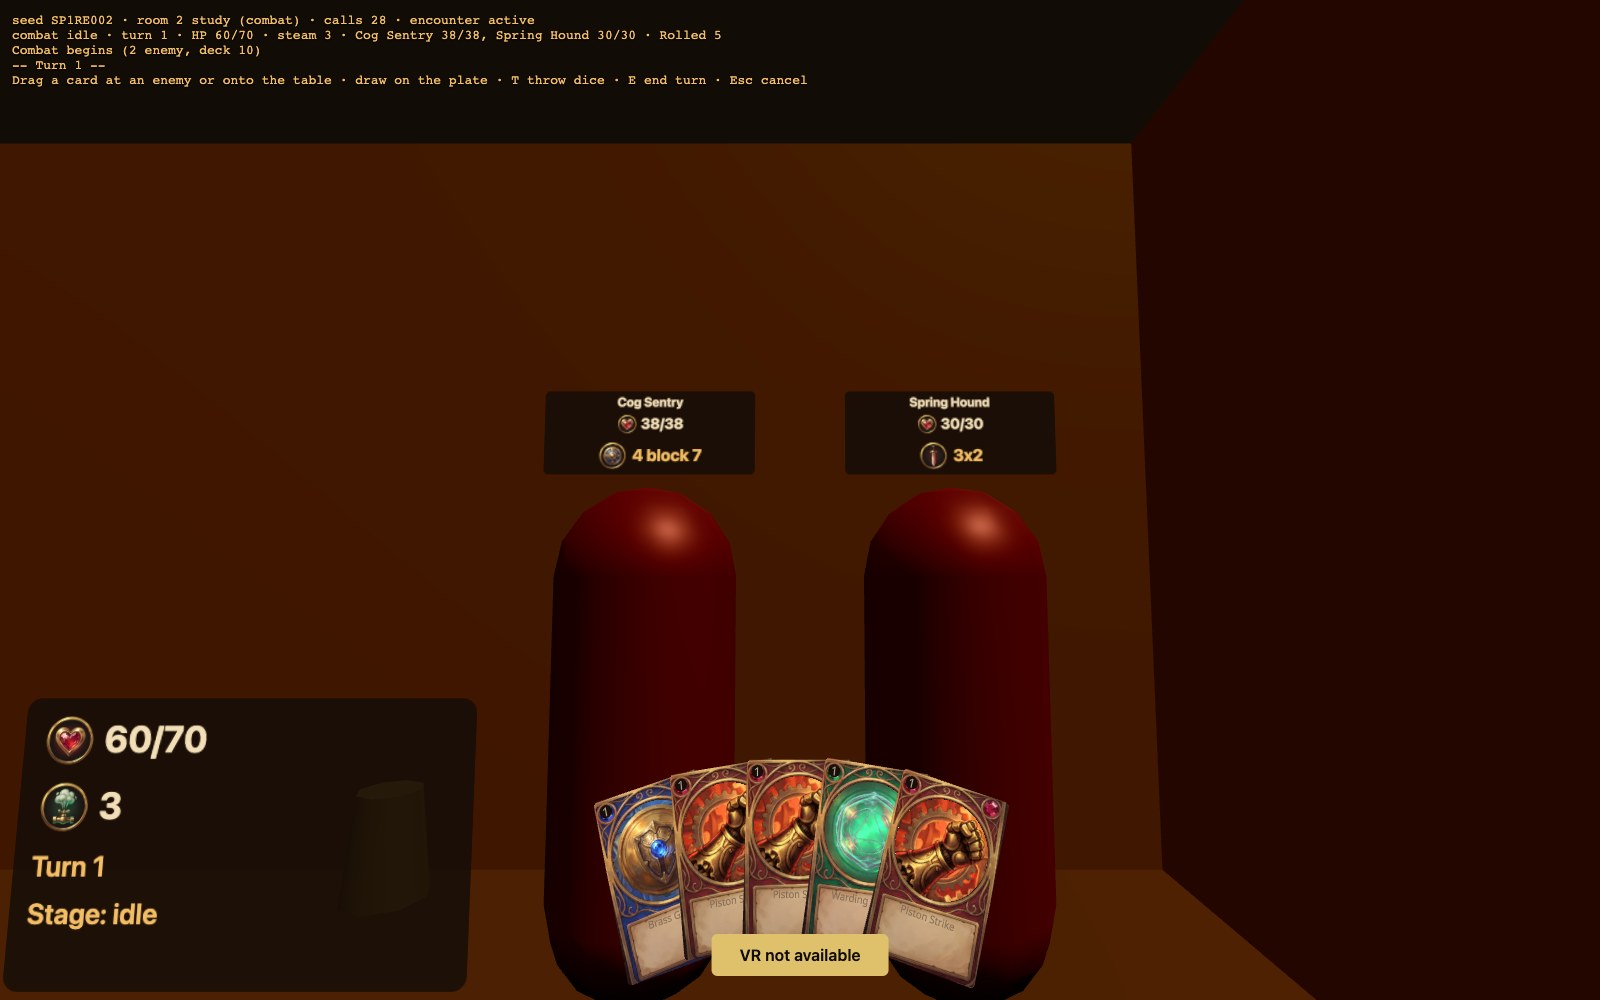 seed SP1RE002 · room 2 study (combat) · calls 28 · encounter active
combat idle · turn 1 · HP 60/70 · steam 3 · Cog Sentry 38/38, Spring Hound 30/30 · Rolled 5
Combat begins (2 enemy, deck 10)
-- Turn 1 --
Drag a card at an enemy or onto the table · draw on the plate · T throw dice · E end turn · Esc cancel
Cog Sentry
38/38
4 block 7
Spring Hound
30/30
3x2
60/70
3
Turn 1
Stage: idle
1
1
1
1
1
Brass G
Piston S
Piston S
Warding
Piston Strike
VR not available